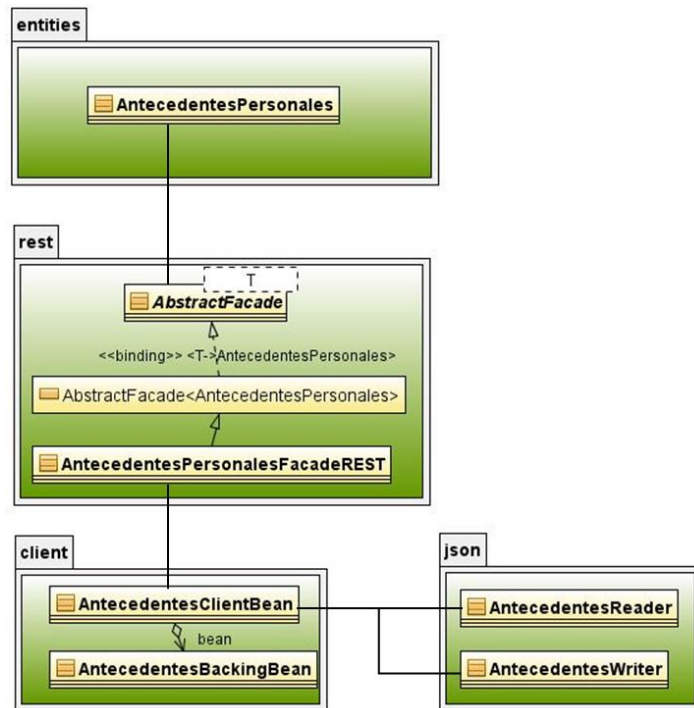 entities
AntecedentesPersonales
rest
T
AbstractFacade
<<binding>> <T->AntecedentesPersonales>
AbstractFacade<AntecedentesPersonales>
AntecedentesPersonalesFacadeREST
client
AntecedentesClientBean
bean
AntecedentesBackingBean
json
AntecedentesReader
AntecedentesWriter